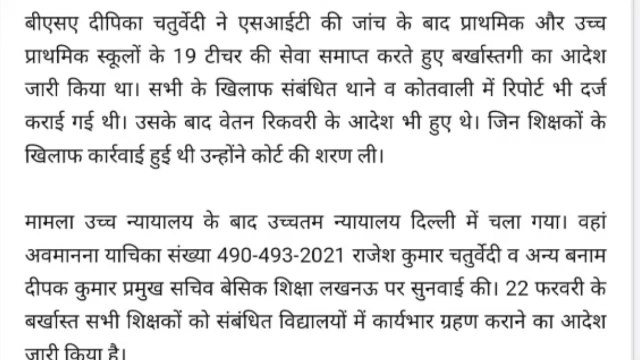 बीएसए दीपिका चतुर्वेदी ने एसआईटी की जांच के बाद प्राथमिक और उच्च
प्राथमिक स्कूलों के 19 टीचर की सेवा समाप्त करते हुए बर्खास्तगी का आदेश
जारी किया था। सभी के खिलाफ संबंधित थाने व कोतवाली में रिपोर्ट भी दर्ज
कराई गई थी। उसके बाद वेतन रिकवरी के आदेश भी हुए थे। जिन शिक्षकों के
खिलाफ कार्रवाई हुई थी उन्होंने कोर्ट की शरण ली।
मामला उच्च न्यायालय के बाद उच्चतम न्यायालय दिल्ली में चला गया। वहां
अवमानना याचिका संख्या 490-493-2021 राजेश कुमार चतुर्वेदी व अन्य बनाम
दीपक कुमार प्रमुख सचिव बेसिक शिक्षा लखनऊ पर सुनवाई की। 22 फरवरी के
बर्खास्त सभी शिक्षकों को संबंधित विद्यालयों में कार्यभार ग्रहण कराने का आदेश
जारी किया है।